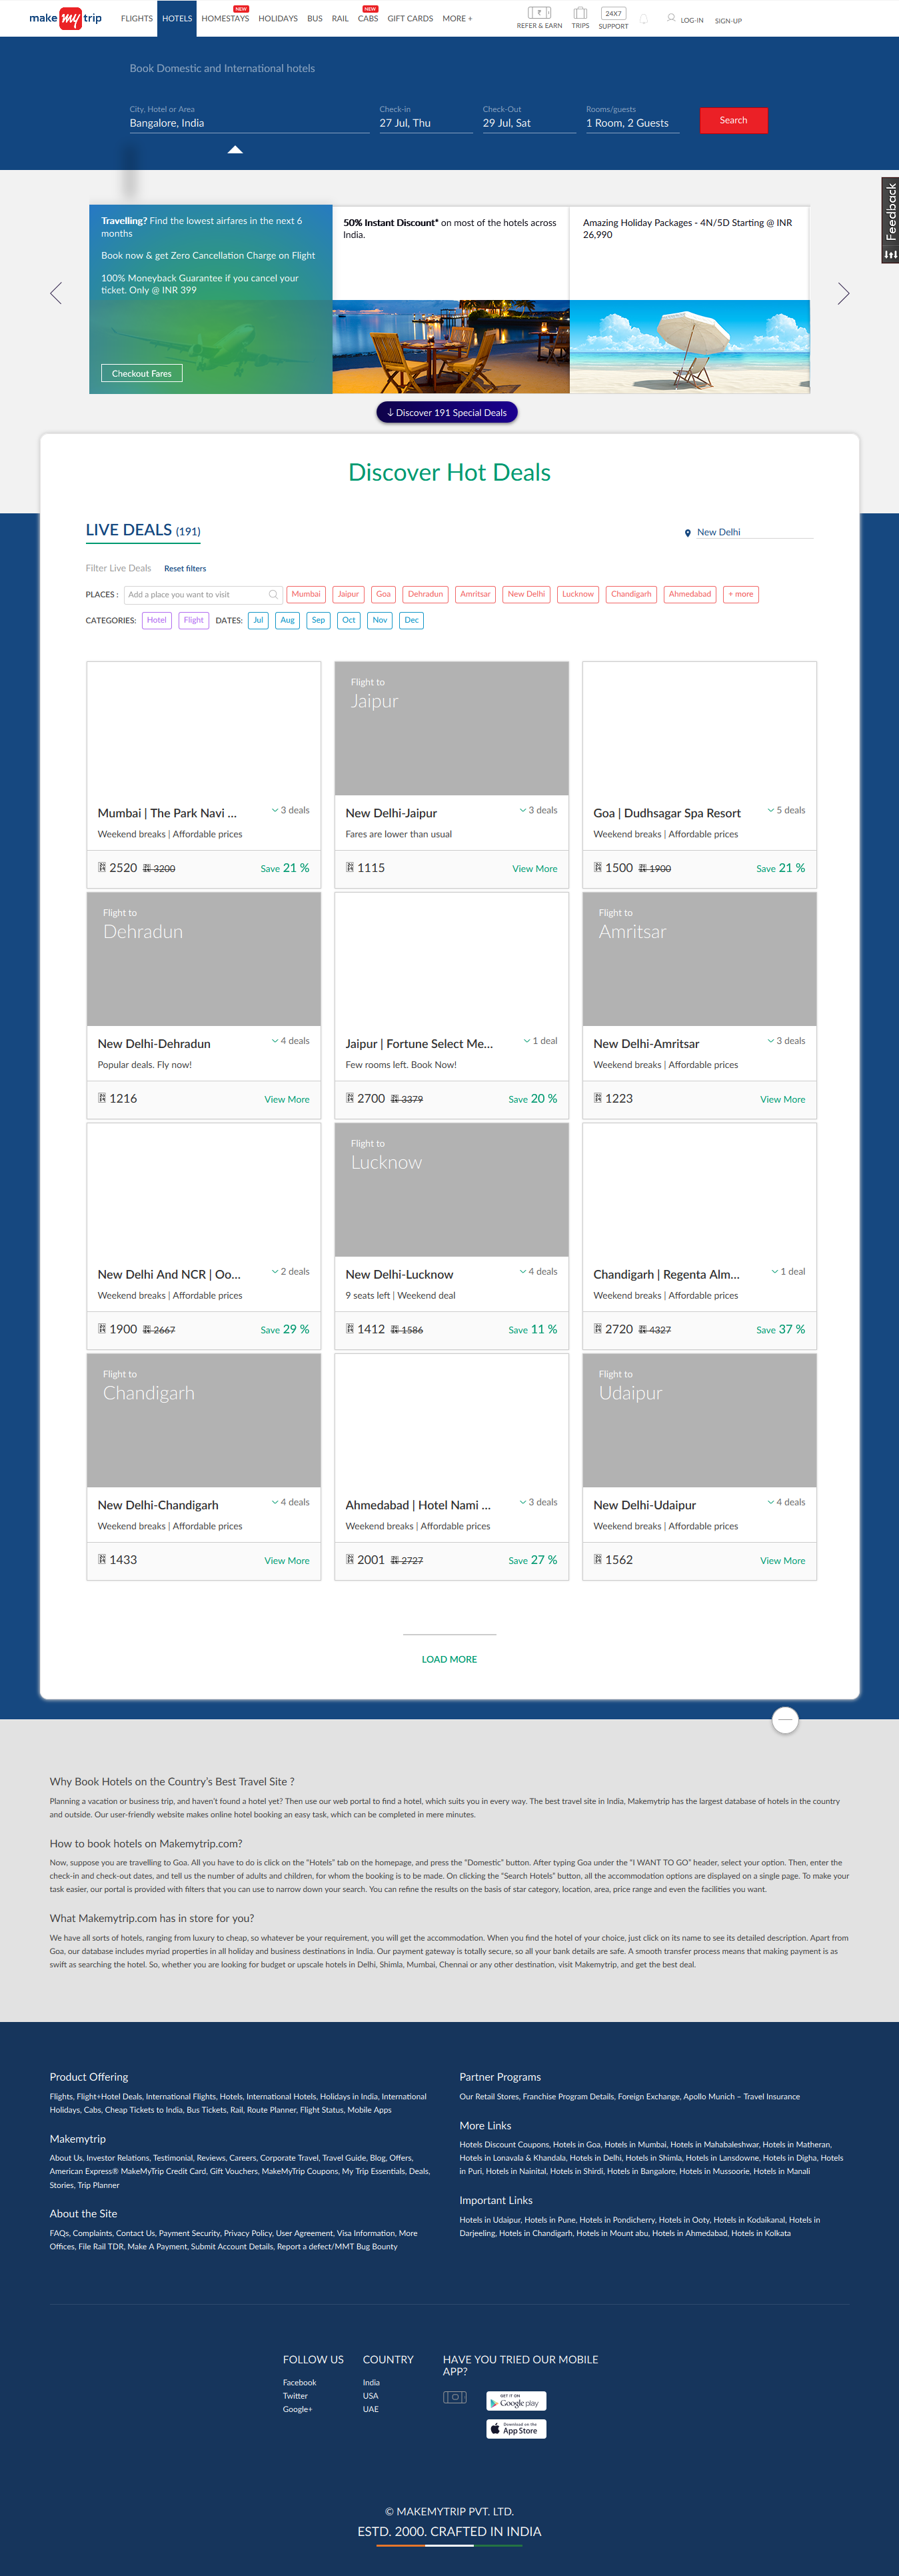 make my trip
FLIGHTS
HOTELS
HOMESTAYS
NEW
HOLIDAYS
BUS
RAIL
CABS
NEW
GIFT CARDS
MORE +
REFER & EARN
TRIPS
24X7
SUPPORT
LOG-IN
SIGN-UP
Book Domestic and International hotels
City, Hotel or Area
Bangalore, India
Check-in
27 Jul, Thu
Check-Out
29 Jul, Sat
Rooms/guests
1 Room, 2 Guests
Search
Feedback
Travelling? Find the lowest airfares in the next 6
months
Book now & get Zero Cancellation Charge on Flight
100% Moneyback Guarantee if you cancel your
ticket. Only @ INR 399
Checkout Fares
50% Instant Discount* on most of the hotels across
India.
Amazing Holiday Packages - 4N/5D Starting @ INR
26,990
Discover 191 Special Deals
Discover Hot Deals
LIVE DEALS (191)
New Delhi
Filter Live Deals
Reset filters
PLACES :
Add a place you want to visit
Mumbai
Jaipur
Goa
Dehradun
Amritsar
New Delhi
Lucknow
Chandigarh
Ahmedabad
+ more
CATEGORIES:
Hotel
Flight
DATES:
Jul
Aug
Sep
Oct
Nov
Dec
Mumbai | The Park Navi ...
3 deals
Weekend breaks | Affordable prices
2520 3200
Save 21 %
Flight to
Jaipur
New Delhi-Jaipur
3 deals
Fares are lower than usual
1115
View More
Goa | Dudhsagar Spa Resort
5 deals
Weekend breaks | Affordable prices
1500 1900
Save 21 %
Flight to
Dehradun
New Delhi-Dehradun
4 deals
Popular deals. Fly now!
1216
View More
Jaipur | Fortune Select Me...
1 deal
Few rooms left. Book Now!
2700 3379
Save 20 %
Flight to
Amritsar
New Delhi-Amritsar
3 deals
Weekend breaks | Affordable prices
1223
View More
New Delhi And NCR | Oo...
2 deals
Weekend breaks | Affordable prices
1900 2667
Save 29 %
Flight to
Lucknow
New Delhi-Lucknow
4 deals
9 seats left | Weekend deal
1412 1586
Save 11 %
Chandigarh | Regenta Alm...
1 deal
Weekend breaks | Affordable prices
2720 4327
Save 37 %
Flight to
Chandigarh
New Delhi-Chandigarh
4 deals
Weekend breaks | Affordable prices
1433
View More
Ahmedabad | Hotel Nami ...
3 deals
Weekend breaks | Affordable prices
2001 2727
Save 27 %
Flight to
Udaipur
New Delhi-Udaipur
4 deals
Weekend breaks | Affordable prices
1562
View More
LOAD MORE
Why Book Hotels on the Country's Best Travel Site ?
Planning a vacation or business trip, and haven't found a hotel yet? Then use our web portal to find a hotel, which suits you in every way. The best travel site in India, Makemytrip has the largest database of hotels in the country
and outside. Our user-friendly website makes online hotel booking an easy task, which can be completed in mere minutes.
How to book hotels on Makemytrip.com?
Now, suppose you are travelling to Goa. All you have to do is click on the "Hotels" tab on the homepage, and press the "Domestic" button. After typing Goa under the "I WANT TO GO" header, select your option. Then, enter the
check-in and check-out dates, and tell us the number of adults and children, for whom the booking is to be made. On clicking the "Search Hotels" button, all the accommodation options are displayed on a single page. To make your
task easier, our portal is provided with filters that you can use to narrow down your search. You can refine the results on the basis of star category, location, area, price range and even the facilities you want.
What Makemytrip.com has in store for you?
We have all sorts of hotels, ranging from luxury to cheap, so whatever be your requirement, you will get the accommodation. When you find the hotel of your choice, just click on its name to see its detailed description. Apart from
Goa, our database includes myriad properties in all holiday and business destinations in India. Our payment gateway is totally secure, so all your bank details are safe. A smooth transfer process means that making payment is as
swift as searching the hotel. So, whether you are looking for budget or upscale hotels in Delhi, Shimla, Mumbai, Chennai or any other destination, visit Makemytrip, and get the best deal.
Product Offering
Flights, Flight+Hotel Deals, International Flights, Hotels, International Hotels, Holidays in India, International
Holidays, Cabs, Cheap Tickets to India, Bus Tickets, Rail, Route Planner, Flight Status, Mobile Apps
Makemytrip
About Us, Investor Relations, Testimonial, Reviews, Careers, Corporate Travel, Travel Guide, Blog, Offers,
American Express® MakeMyTrip Credit Card, Gift Vouchers, MakeMyTrip Coupons, My Trip Essentials, Deals,
Stories, Trip Planner
About the Site
FAQs, Complaints, Contact Us, Payment Security, Privacy Policy, User Agreement, Visa Information, More
Offices, File Rail TDR, Make A Payment, Submit Account Details, Report a defect/MMT Bug Bounty
Partner Programs
Our Retail Stores, Franchise Program Details, Foreign Exchange, Apollo Munich – Travel Insurance
More Links
Hotels Discount Coupons, Hotels in Goa, Hotels in Mumbai, Hotels in Mahabaleshwar, Hotels in Matheran,
Hotels in Lonavala & Khandala, Hotels in Delhi, Hotels in Shimla, Hotels in Lansdowne, Hotels in Digha, Hotels
in Puri, Hotels in Nainital, Hotels in Shirdi, Hotels in Bangalore, Hotels in Mussoorie, Hotels in Manali
Important Links
Hotels in Udaipur, Hotels in Pune, Hotels in Pondicherry, Hotels in Ooty, Hotels in Kodaikanal, Hotels in
Darjeeling, Hotels in Chandigarh, Hotels in Mount abu, Hotels in Ahmedabad, Hotels in Kolkata
FOLLOW US
Facebook
Twitter
Google+
COUNTRY
India
USA
UAE
HAVE YOU TRIED OUR MOBILE
APP?
GET IT ON
Google play
Download on the
App Store
© MAKEMYTRIP PVT. LTD.
ESTD. 2000. CRAFTED IN INDIA